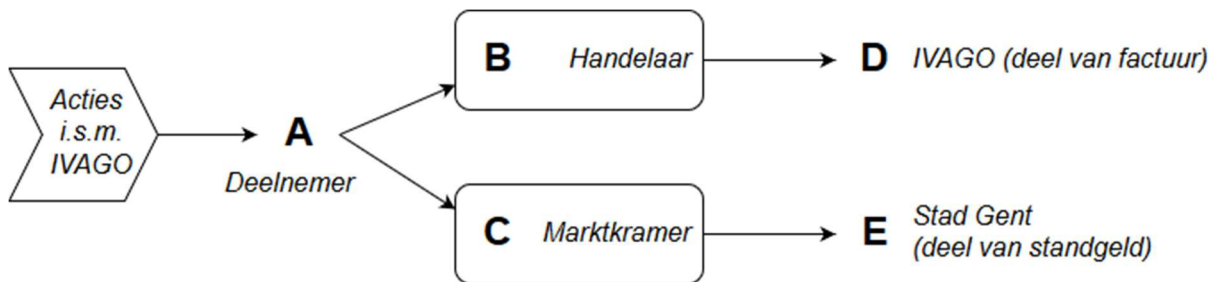 Acties
i.s.m.
IVAGO
A
Deelnemer
B Handelaar
C Marktkramer
D IVAGO (deel van factuur)
E Stad Gent
(deel van standgeld)